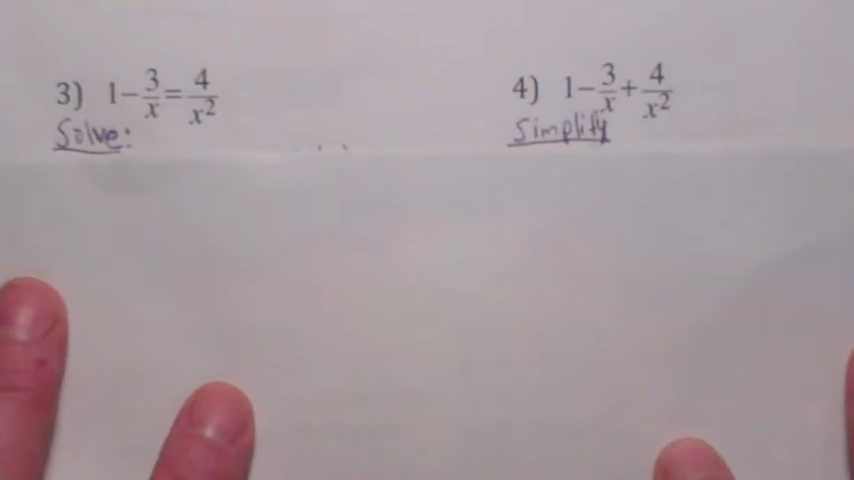 3) 1 - 3/x = 4/x²
Solve:
4) 1 - 3/x + 4/x²
Simplify